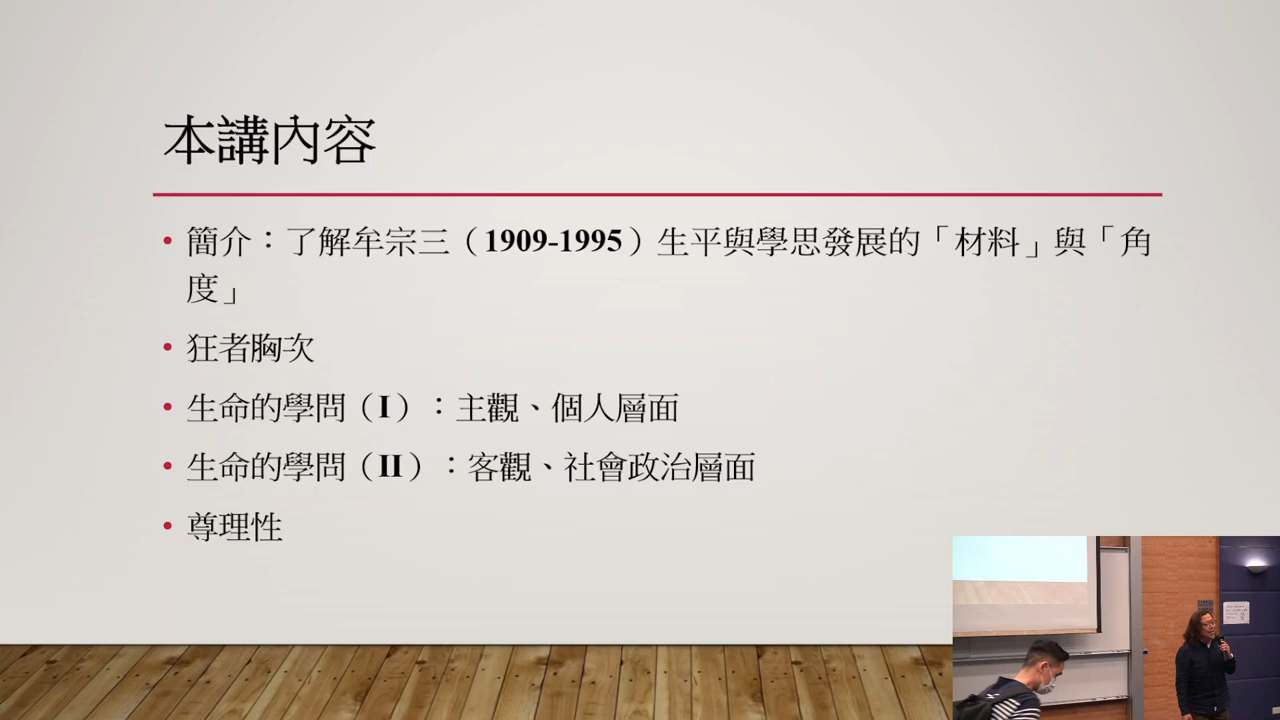 本講內容
• 簡介：了解牟宗三（1909-1995）生平與學思發展的「材料」與「角
度」
• 狂者胸次
• 生命的學問（I）：主觀、個人層面
• 生命的學問（II）：客觀、社會政治層面
• 尊理性